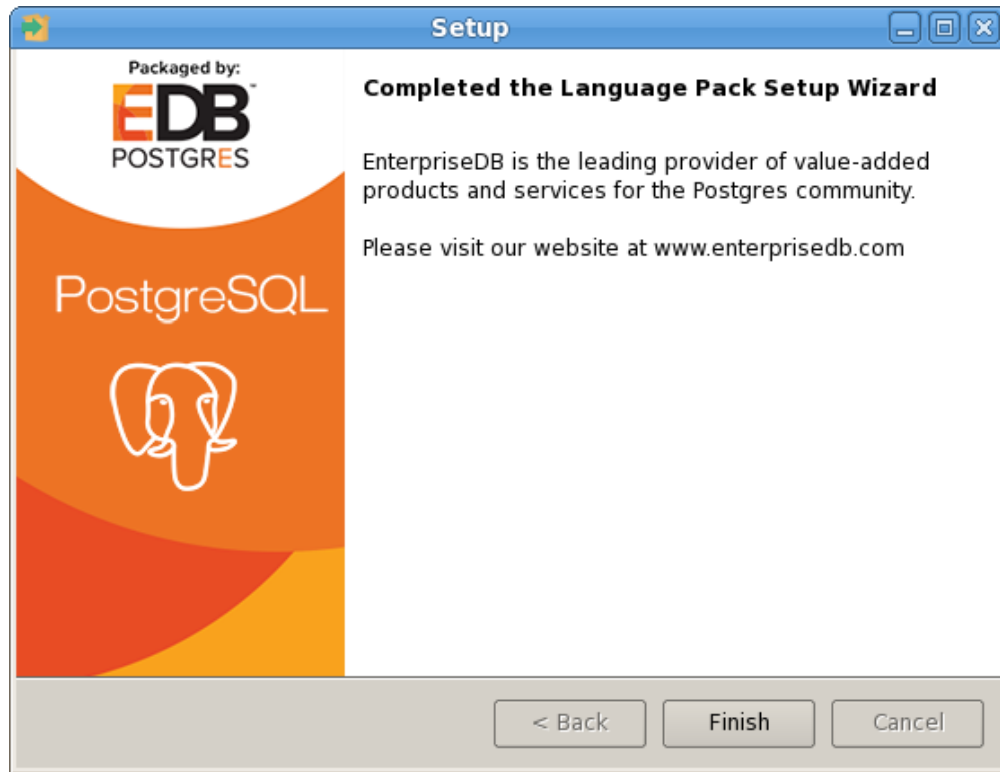 Setup
Packaged by:
EDB™
POSTGRES
PostgreSQL
Completed the Language Pack Setup Wizard
EnterpriseDB is the leading provider of value-added
products and services for the Postgres community.
Please visit our website at www.enterprisedb.com
< Back
Finish
Cancel